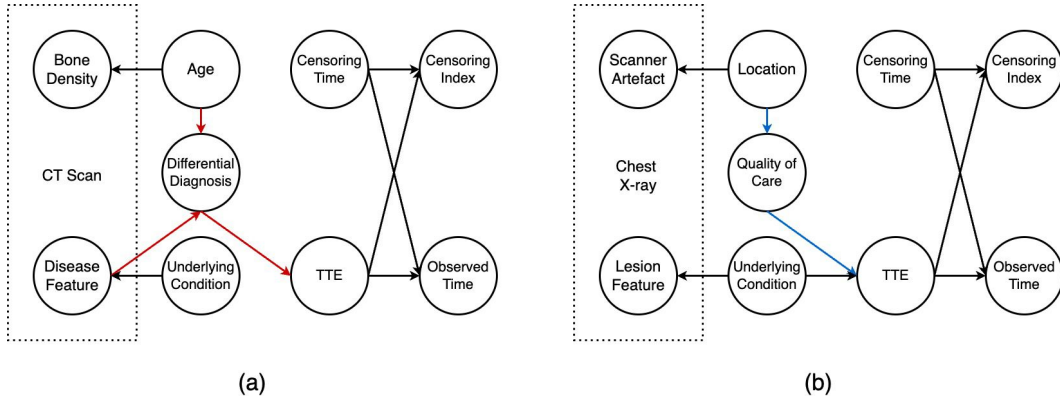 Bone
Density
Age
Censoring
Time
Censoring
Index
CT Scan
Differential
Diagnosis
Disease
Feature
Underlying
Condition
TTE
Observed
Time
(a)
Scanner
Artefact
Location
Censoring
Time
Censoring
Index
Chest
X-ray
Quality of
Care
Lesion
Feature
Underlying
Condition
TTE
Observed
Time
(b)